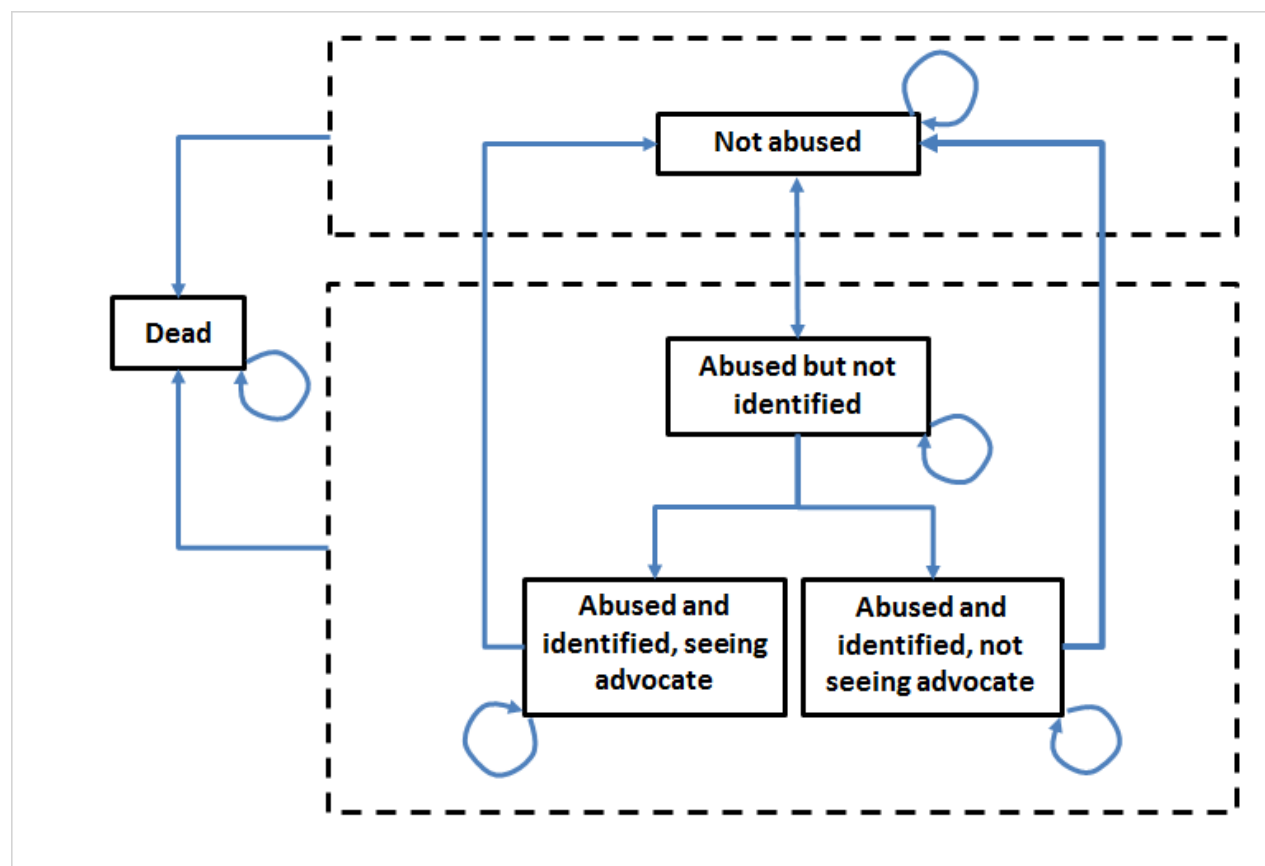 Not abused
Dead
Abused but not
identified
Abused and
identified, seeing
advocate
Abused and
identified, not
seeing advocate